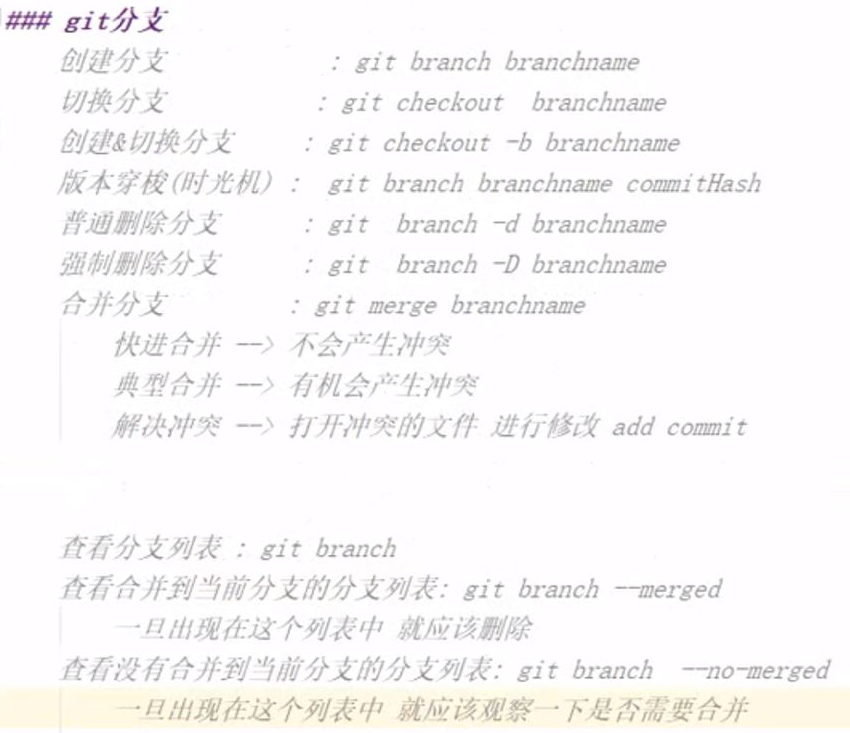 ### git分支
创建分支 : git branch branchname
切换分支 : git checkout branchname
创建&切换分支 : git checkout -b branchname
版本穿梭(时光机) : git branch branchname commitHash
普通删除分支 : git branch -d branchname
强制删除分支 : git branch -D branchname
合并分支 : git merge branchname
快进合并 --> 不会产生冲突
典型合并 --> 有机会产生冲突
解决冲突 --> 打开冲突的文件 进行修改 add commit
查看分支列表 : git branch
查看合并到当前分支的分支列表: git branch --merged
一旦出现在这个列表中 就应该删除
查看没有合并到当前分支的分支列表: git branch --no-merged
一旦出现在这个列表中 就应该观察一下是否需要合并